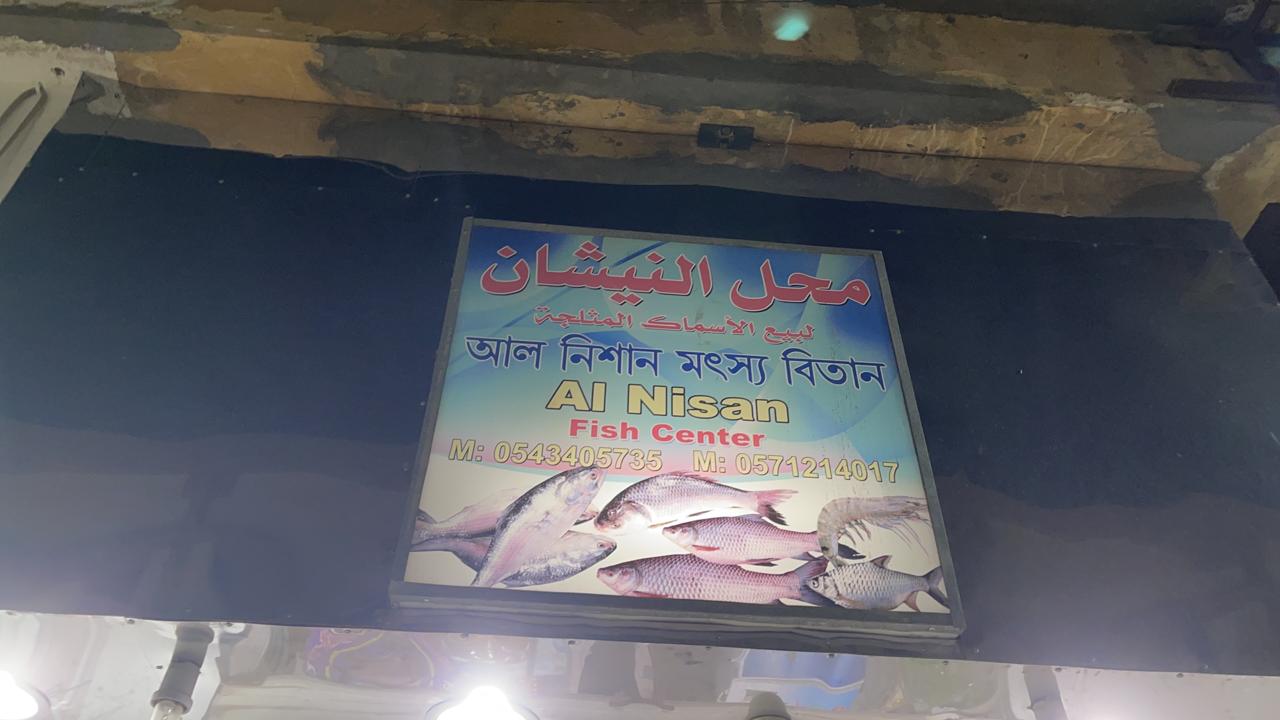 محل النيشان
لبيع الأسماك المثلجة
আল নিশান মৎস্য বিতান
Al Nisan
Fish Center
M: 0543405735 M: 0571214017